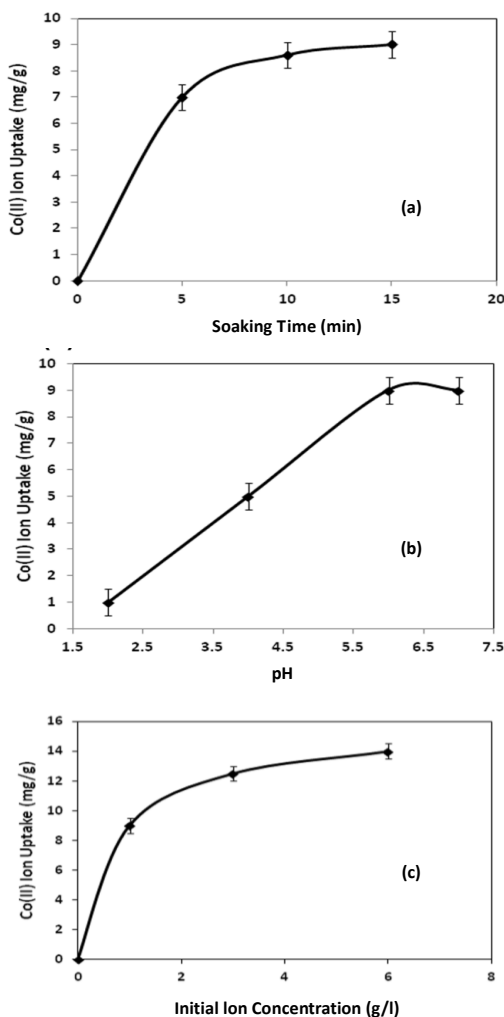 10
9
8
7
6
5
4
3
2
1
0
Co(II) Ion Uptake (mg/g)
(a)
0 5 10 15 20
Soaking Time (min)
10
9
8
7
6
5
4
3
2
1
0
Co(II) Ion Uptake (mg/g)
(b)
1.5 2.5 3.5 4.5 5.5 6.5 7.5
pH
16
14
12
10
8
6
4
2
0
Co(II) Ion Uptake (mg/g)
(c)
0 2 4 6 8
Initial Ion Concentration (g/l)